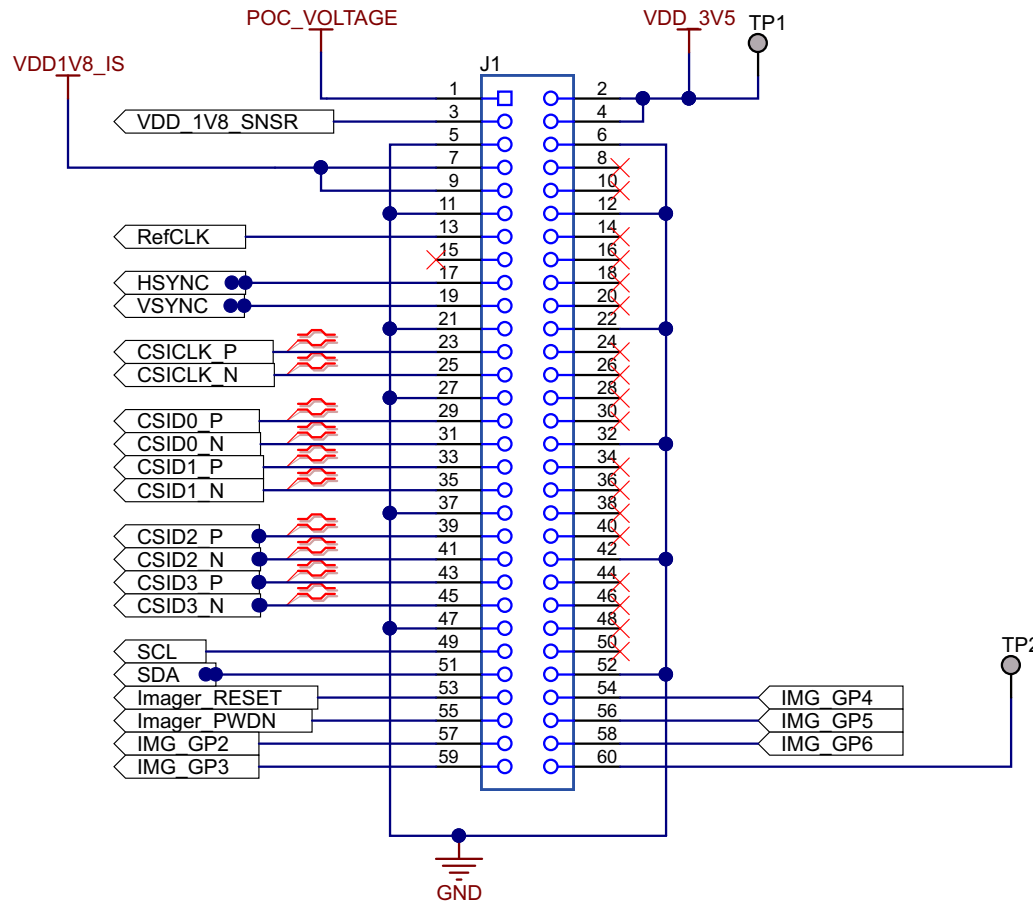 POC_VOLTAGE
VDD_3V5
TP1
VDD1V8_IS
J1
1 2
VDD_1V8_SNSR 3 4
5 6
7 8
9 10
11 12
RefCLK 13 14
15 16
HSYNC 17 18
VSYNC 19 20
21 22
CSICLK_P 23 24
CSICLK_N 25 26
27 28
CSID0_P 29 30
CSID0_N 31 32
CSID1_P 33 34
CSID1_N 35 36
37 38
CSID2_P 39 40
CSID2_N 41 42
CSID3_P 43 44
CSID3_N 45 46
47 48
SCL 49 50
TP2
SDA 51 52
Imager_RESET 53 54 IMG_GP4
Imager_PWDN 55 56 IMG_GP5
IMG_GP2 57 58 IMG_GP6
IMG_GP3 59 60
GND